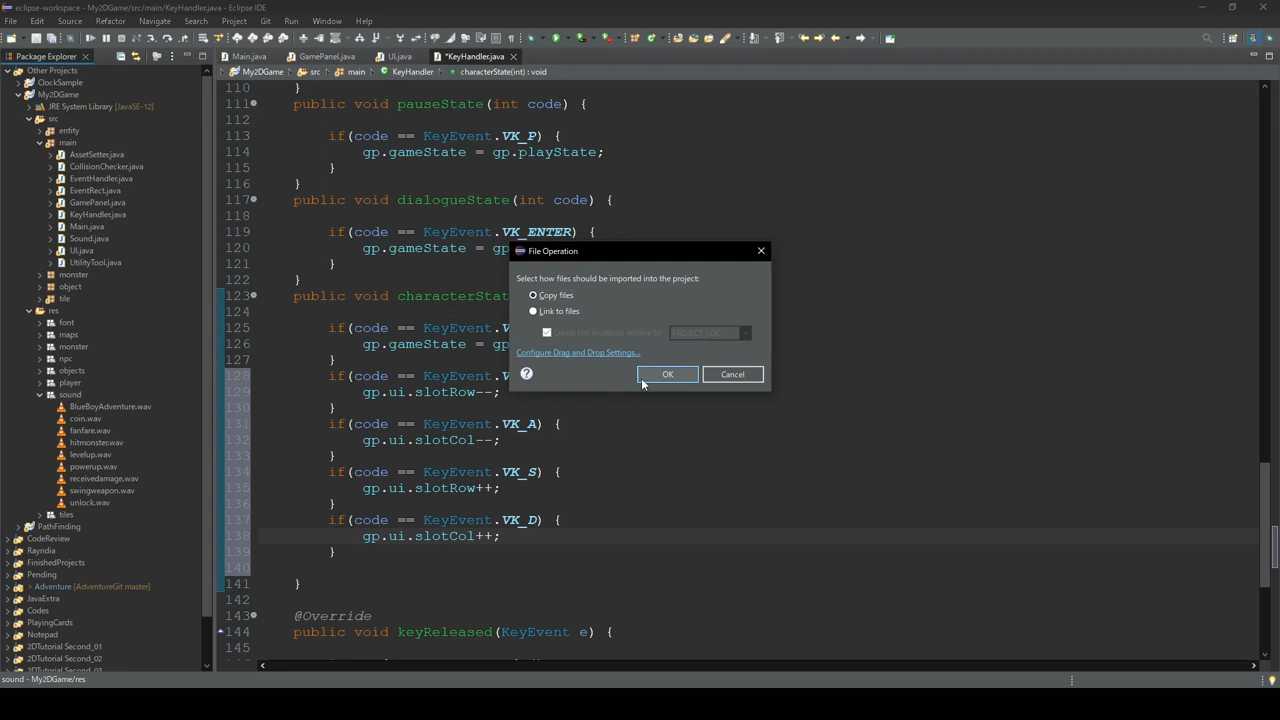 eclipse-workspace - My2DGame/src/main/KeyHandler.java - Eclipse IDE
File Edit Source Refactor Navigate Search Project Git Run Window Help
Package Explorer
Main.java GamePanel.java UI.java *KeyHandler.java
My2DGame src main KeyHandler characterState(int) : void
Other Projects
ClockSample
My2DGame
JRE System Library [JavaSE-12]
src
entity
main
AssetSetter.java
CollisionChecker.java
EventHandler.java
EventRect.java
GamePanel.java
KeyHandler.java
Main.java
Sound.java
UI.java
UtilityTool.java
monster
object
tile
res
font
maps
monster
npc
objects
player
sound
BlueBoyAdventure.wav
coin.wav
fanfare.wav
hitmonster.wav
levelup.wav
powerup.wav
receivedamage.wav
swingweapon.wav
unlock.wav
tiles
PathFinding
CodeReview
Rayndia
FinishedProjects
Pending
> Adventure [AdventureGit master]
JavaExtra
Codes
PlayingCards
Notepad
2DTutorial Second_01
2DTutorial Second_02
2DTutorial Second_03
110 }
111 public void pauseState(int code) {
112
113 if(code == KeyEvent.VK_P) {
114 gp.gameState = gp.playState;
115 }
116 }
117 public void dialogueState(int code) {
118
119 if(code == KeyEvent.VK_ENTER) {
120 gp.gameState = gp
121 }
122 }
123 public void characterStat
124
125 if(code == KeyEvent.V
126 gp.gameState = gp
127 }
128 if(code == KeyEvent.V
129 gp.ui.slotRow--;
130 }
131 if(code == KeyEvent.VK_A) {
132 gp.ui.slotCol--;
133 }
134 if(code == KeyEvent.VK_S) {
135 gp.ui.slotRow++;
136 }
137 if(code == KeyEvent.VK_D) {
138 gp.ui.slotCol++;
139 }
140
141 }
142
143 @Override
144 public void keyReleased(KeyEvent e) {
145
File Operation
Select how files should be imported into the project:
Copy files
Link to files
Create link locations relative to: PROJECT_LOC
Configure Drag and Drop Settings...
OK Cancel
sound - My2DGame/res